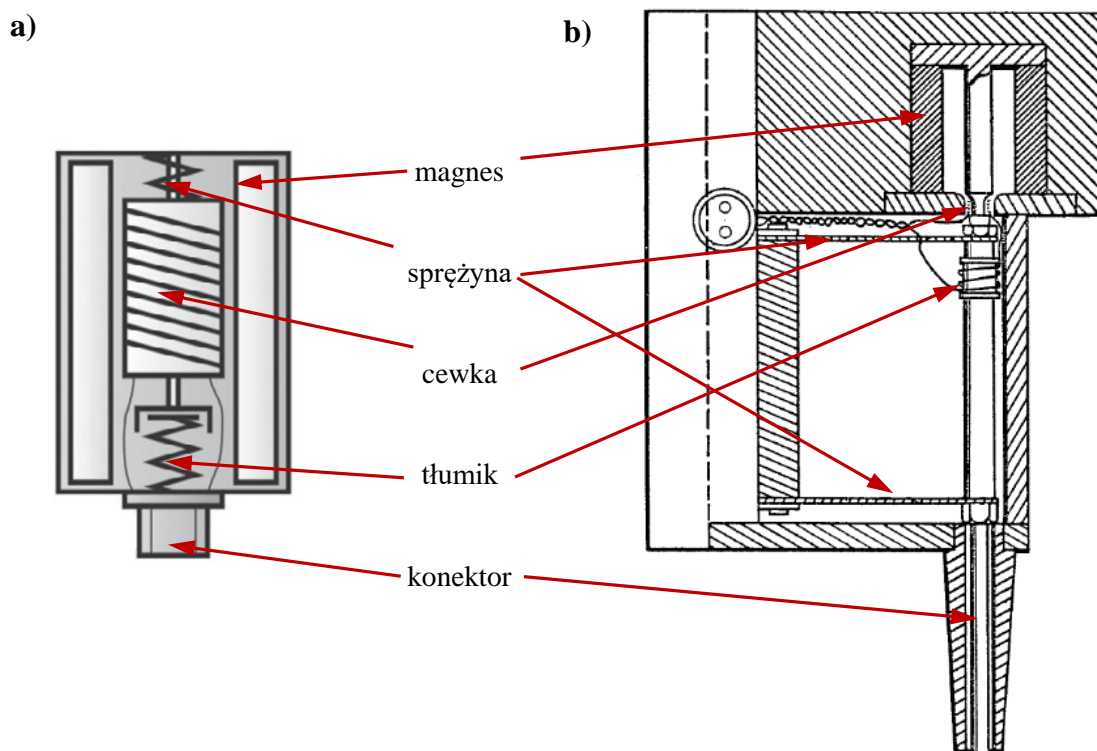 a)
b)
magnes
sprężyna
cewka
tłumik
konektor